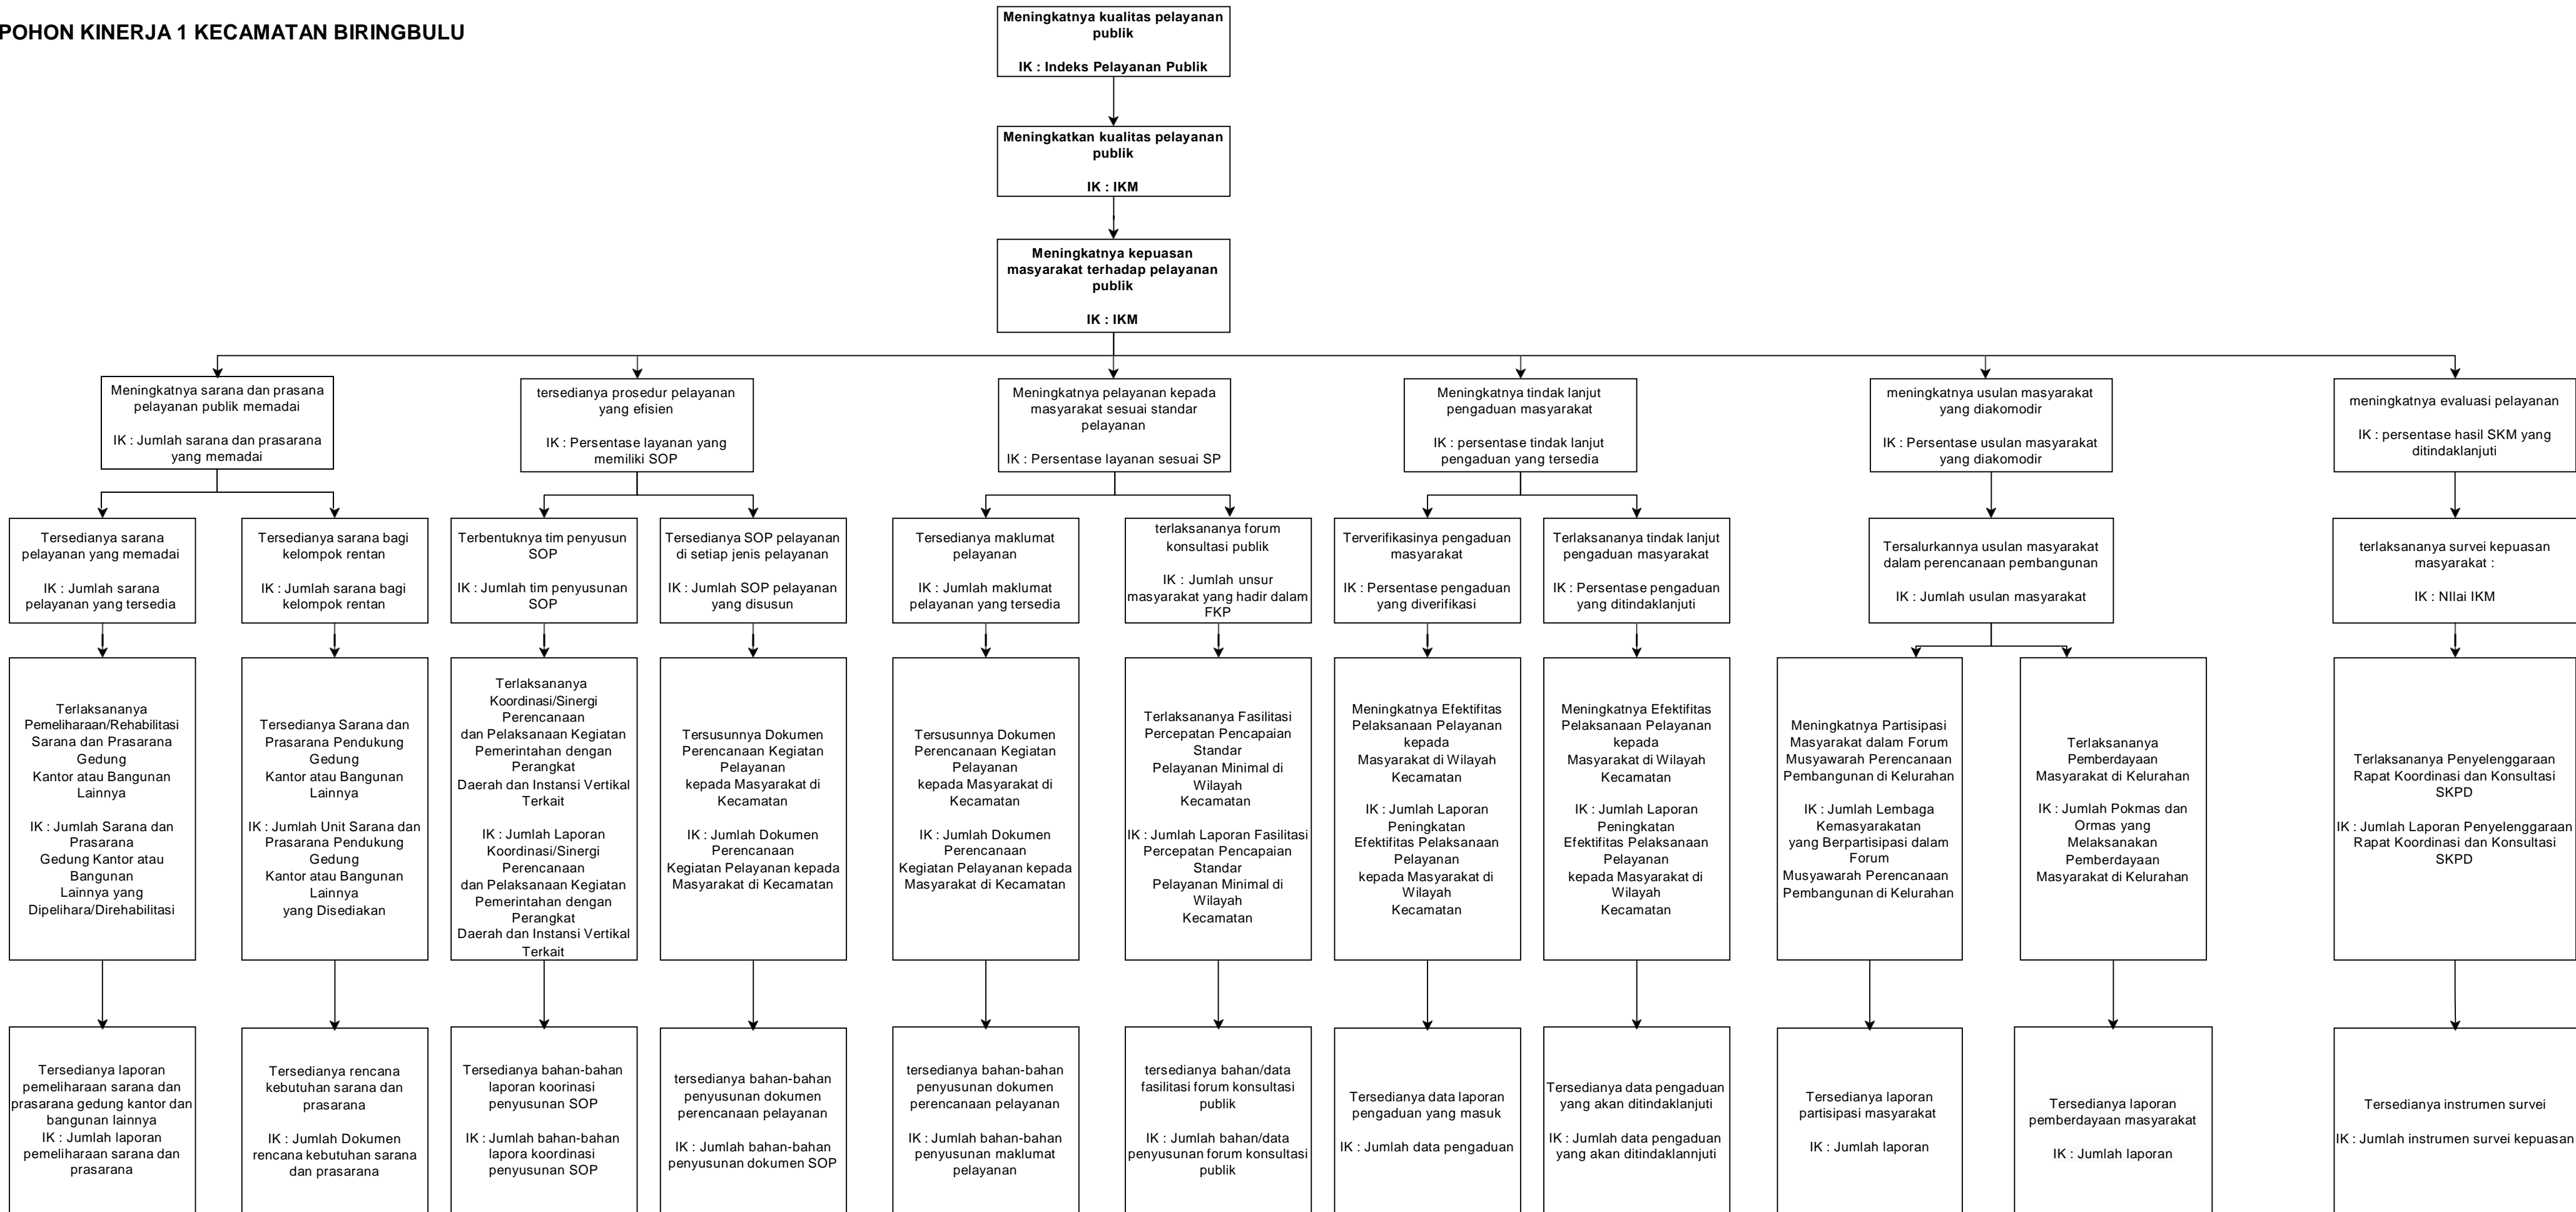 POHON KINERJA 1 KECAMATAN BIRINGBULU
Meningkatnya kualitas pelayanan
publik
IK : Indeks Pelayanan Publik
Meningkatkan kualitas pelayanan
publik
IK : IKM
Meningkatnya kepuasan
masyarakat terhadap pelayanan
publik
IK : IKM
Meningkatnya sarana dan prasana
pelayanan publik memadai
IK : Jumlah sarana dan prasarana
yang memadai
tersedianya prosedur pelayanan
yang efisien
IK : Persentase layanan yang
memiliki SOP
Meningkatnya pelayanan kepada
masyarakat sesuai standar
pelayanan
IK : Persentase layanan sesuai SP
Meningkatnya tindak lanjut
pengaduan masyarakat
IK : persentase tindak lanjut
pengaduan yang tersedia
meningkatnya usulan masyarakat
yang diakomodir
IK : Persentase usulan masyarakat
yang diakomodir
meningkatnya evaluasi pelayanan
IK : persentase hasil SKM yang
ditindaklanjuti
Tersedianya sarana
pelayanan yang memadai
IK : Jumlah sarana
pelayanan yang tersedia
Tersedianya sarana bagi
kelompok rentan
IK : Jumlah sarana bagi
kelompok rentan
Terbentuknya tim penyusun
SOP
IK : Jumlah tim penyusunan
SOP
Tersedianya SOP pelayanan
di setiap jenis pelayanan
IK : Jumlah SOP pelayanan
yang disusun
Tersedianya maklumat
pelayanan
IK : Jumlah maklumat
pelayanan yang tersedia
terlaksananya forum
konsultasi publik
IK : Jumlah unsur
masyarakat yang hadir dalam
FKP
Terverifikasinya pengaduan
masyarakat
IK : Persentase pengaduan
yang diverifikasi
Terlaksananya tindak lanjut
pengaduan masyarakat
IK : Persentase pengaduan
yang ditindaklanjuti
Tersalurkannya usulan masyarakat
dalam perencanaan pembangunan
IK : Jumlah usulan masyarakat
terlaksananya survei kepuasan
masyarakat :
IK : NIlai IKM
Terlaksananya
Pemeliharaan/Rehabilitasi
Sarana dan Prasarana
Gedung
Kantor atau Bangunan
Lainnya
IK : Jumlah Sarana dan
Prasarana
Gedung Kantor atau
Bangunan
Lainnya yang
Dipelihara/Direhabilitasi
Tersedianya Sarana dan
Prasarana Pendukung
Gedung
Kantor atau Bangunan
Lainnya
IK : Jumlah Unit Sarana dan
Prasarana Pendukung
Gedung
Kantor atau Bangunan
Lainnya
yang Disediakan
Terlaksananya
Koordinasi/Sinergi
Perencanaan
dan Pelaksanaan Kegiatan
Pemerintahan dengan
Perangkat
Daerah dan Instansi Vertikal
Terkait
IK : Jumlah Laporan
Koordinasi/Sinergi
Perencanaan
dan Pelaksanaan Kegiatan
Pemerintahan dengan
Perangkat
Daerah dan Instansi Vertikal
Terkait
Tersusunnya Dokumen
Perencanaan Kegiatan
Pelayanan
kepada Masyarakat di
Kecamatan
IK : Jumlah Dokumen
Perencanaan
Kegiatan Pelayanan kepada
Masyarakat di Kecamatan
Tersusunnya Dokumen
Perencanaan Kegiatan
Pelayanan
kepada Masyarakat di
Kecamatan
IK : Jumlah Dokumen
Perencanaan
Kegiatan Pelayanan kepada
Masyarakat di Kecamatan
Terlaksananya Fasilitasi
Percepatan Pencapaian
Standar
Pelayanan Minimal di
Wilayah
Kecamatan
IK : Jumlah Laporan Fasilitasi
Percepatan Pencapaian
Standar
Pelayanan Minimal di
Wilayah
Kecamatan
Meningkatnya Efektifitas
Pelaksanaan Pelayanan
kepada
Masyarakat di Wilayah
Kecamatan
IK : Jumlah Laporan
Peningkatan
Efektifitas Pelaksanaan
Pelayanan
kepada Masyarakat di
Wilayah
Kecamatan
Meningkatnya Efektifitas
Pelaksanaan Pelayanan
kepada
Masyarakat di Wilayah
Kecamatan
IK : Jumlah Laporan
Peningkatan
Efektifitas Pelaksanaan
Pelayanan
kepada Masyarakat di
Wilayah
Kecamatan
Meningkatnya Partisipasi
Masyarakat dalam Forum
Musyawarah Perencanaan
Pembangunan di Kelurahan
IK : Jumlah Lembaga
Kemasyarakatan
yang Berpartisipasi dalam
Forum
Musyawarah Perencanaan
Pembangunan di Kelurahan
Terlaksananya
Pemberdayaan
Masyarakat di Kelurahan
IK : Jumlah Pokmas dan
Ormas yang
Melaksanakan
Pemberdayaan
Masyarakat di Kelurahan
Terlaksananya Penyelenggaraan
Rapat Koordinasi dan Konsultasi
SKPD
IK : Jumlah Laporan Penyelenggaraan
Rapat Koordinasi dan Konsultasi
SKPD
Tersedianya laporan
pemeliharaan sarana dan
prasarana gedung kantor dan
bangunan lainnya
IK : Jumlah laporan
pemeliharaan sarana dan
prasarana
Tersedianya rencana
kebutuhan sarana dan
prasarana
IK : Jumlah Dokumen
rencana kebutuhan sarana
dan prasarana
Tersedianya bahan-bahan
laporan koorinasi
penyusunan SOP
IK : Jumlah bahan-bahan
lapora koordinasi
penyusunan SOP
tersedianya bahan-bahan
penyusunan dokumen
perencanaan pelayanan
IK : Jumlah bahan-bahan
penyusunan dokumen SOP
tersedianya bahan-bahan
penyusunan dokumen
perencanaan pelayanan
IK : Jumlah bahan-bahan
penyusunan maklumat
pelayanan
tersedianya bahan/data
fasilitasi forum konsultasi
publik
IK : Jumlah bahan/data
penyusunan forum konsultasi
publik
Tersedianya data laporan
pengaduan yang masuk
IK : Jumlah data pengaduan
Tersedianya data pengaduan
yang akan ditindaklanjuti
IK : Jumlah data pengaduan
yang akan ditindaklannjuti
Tersedianya laporan
partisipasi masyarakat
IK : Jumlah laporan
Tersedianya laporan
pemberdayaan masyarakat
IK : Jumlah laporan
Tersedianya instrumen survei
IK : Jumlah instrumen survei kepuasan